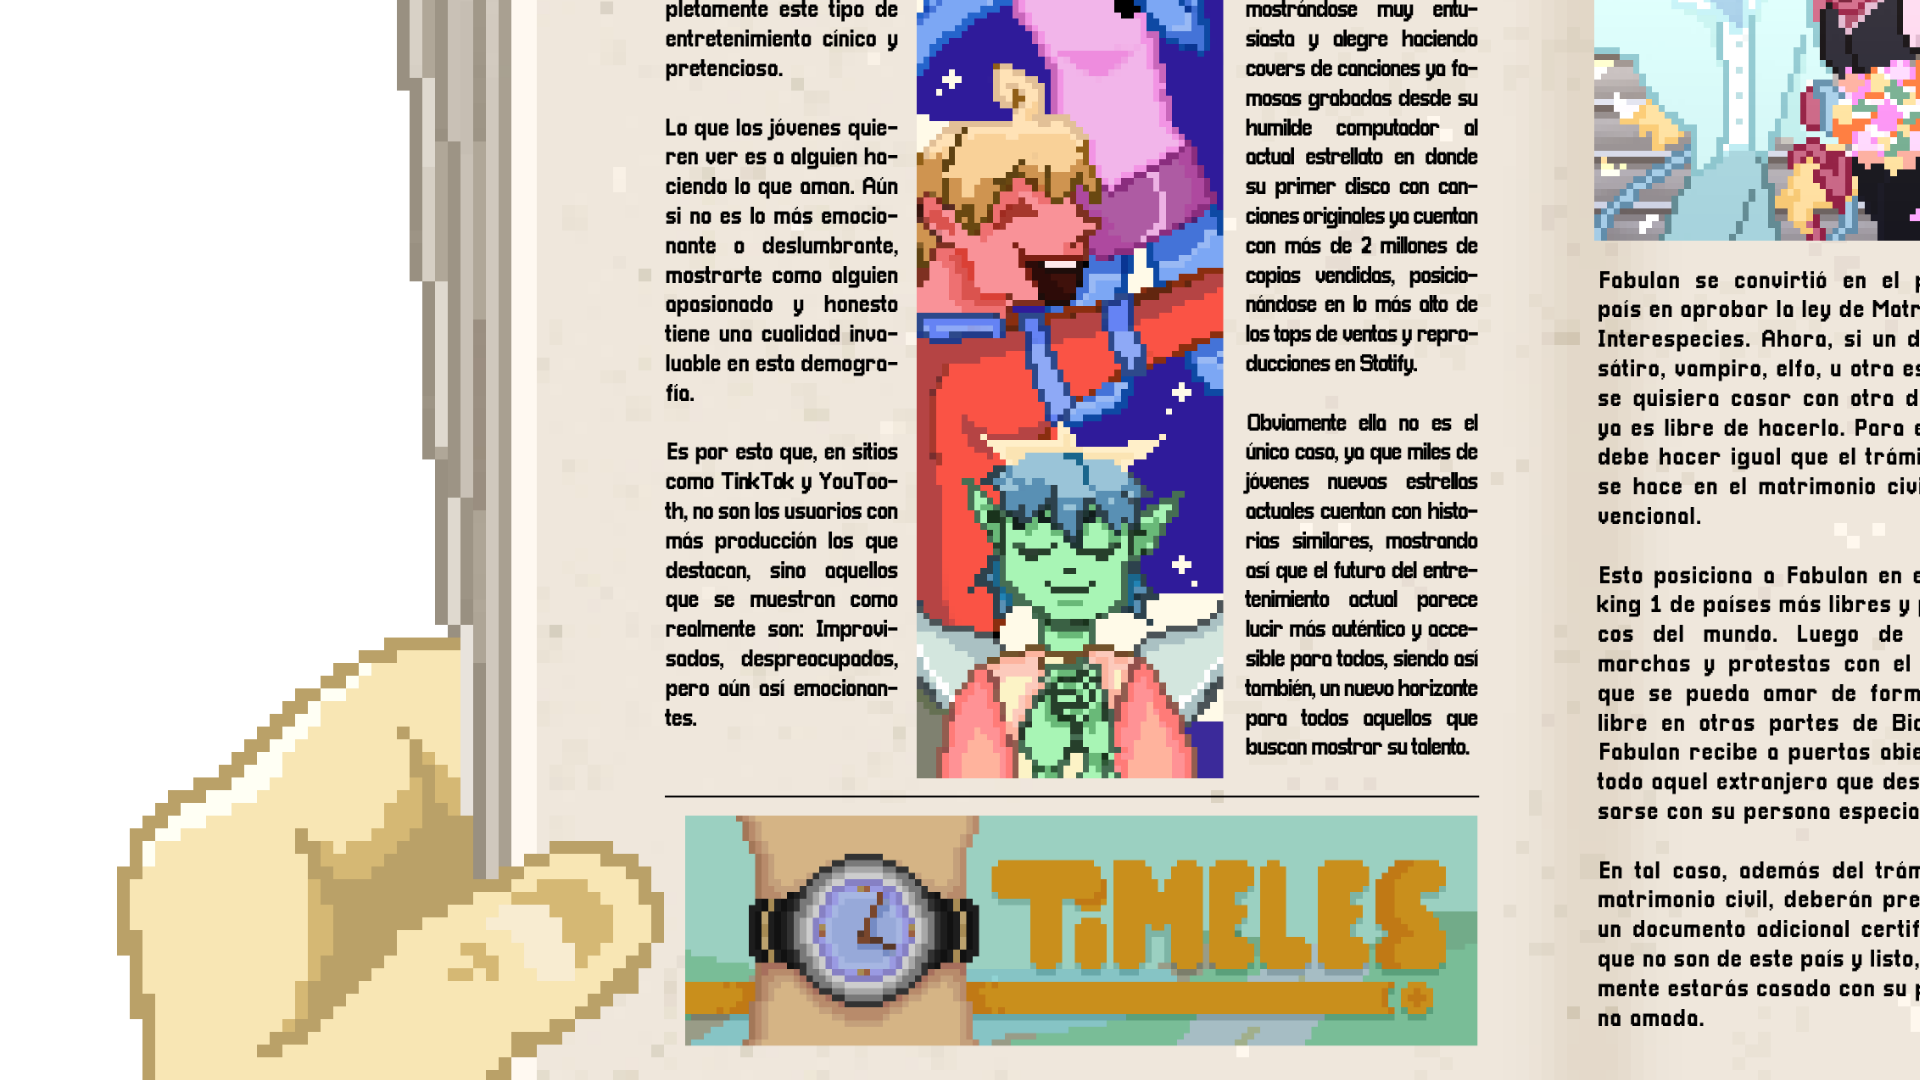 pletamente este tipo de
entretenimiento cínico y
pretencioso.
Lo que los jóvenes quie-
ren ver es a alguien ha-
ciendo lo que aman. Aún
si no es lo más emocio-
nante o deslumbrante,
mostrarte como alguien
apasionado y honesto
tiene una cualidad inva-
luable en esta demogra-
fía.
Es por esto que, en sitios
como TinkTok y YouToo-
th, no son los usuarios con
más producción los que
destacan, sino aquellos
que se muestran como
realmente son: Improvi-
sados, despreocupados,
pero aún así emocionan-
tes.
mostrándose muy entu-
siasta y alegre haciendo
covers de canciones ya fa-
mosas grabadas desde su
humilde computador al
actual estrellato en donde
su primer disco con can-
ciones originales ya cuentan
con más de 2 millones de
copias vendidas, posicio-
nándose en lo más alto de
los tops de ventas y repro-
ducciones en Statify.
Obviamente ella no es el
único caso, ya que miles de
jóvenes nuevas estrellas
actuales cuentan con histo-
rias similares, mostrando
así que el futuro del entre-
tenimiento actual parece
lucir más auténtico y acce-
sible para todos, siendo así
también, un nuevo horizonte
para todos aquellos que
buscan mostrar su talento.
TiMELES
Fabulan se convirtió en el p
país en aprobar la ley de Matr
Interespecies. Ahora, si un d
sátiro, vampiro, elfo, u otra es
se quisiera casar con otra d
ya es libre de hacerlo. Para e
debe hacer igual que el trámi
se hace en el matrimonio civi
vencional.
Esto posiciona a Fabulan en e
king 1 de países más libres y p
cos del mundo. Luego de
marchas y protestas con el
que se pueda amar de form
libre en otras partes de Bio
Fabulan recibe a puertas abie
todo aquel extranjero que des
sarse con su persona especia
En tal caso, además del trám
matrimonio civil, deberán pre
un documento adicional certif
que no son de este país y listo,
mente estarás casado con su p
na amada.